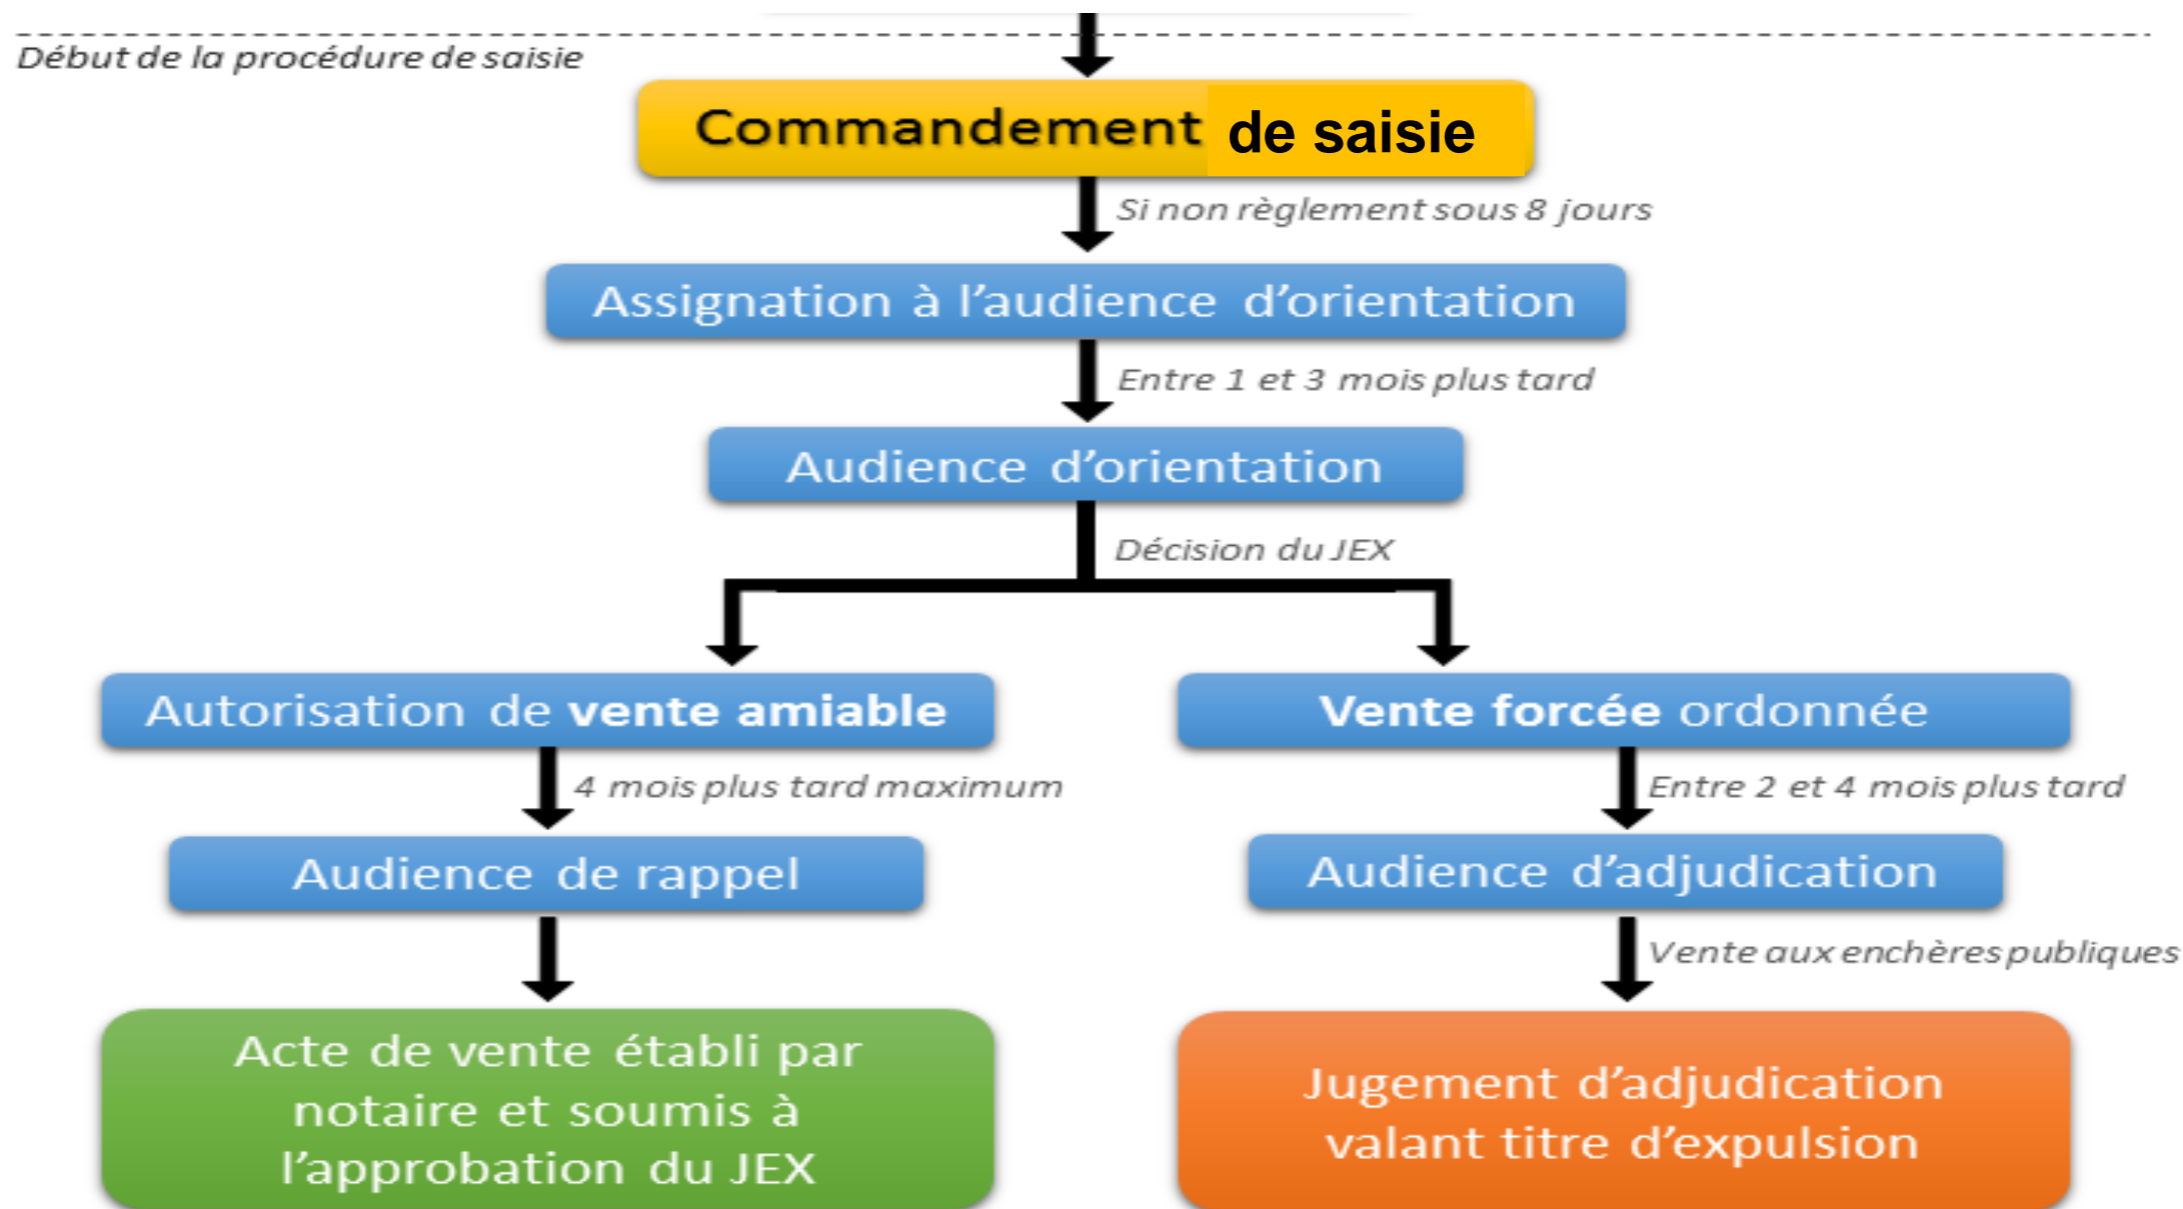 Début de la procédure de saisie
Commandement de saisie
Si non règlement sous 8 jours
Assignation à l’audience d’orientation
Entre 1 et 3 mois plus tard
Audience d’orientation
Décision du JEX
Autorisation de vente amiable
Vente forcée ordonnée
4 mois plus tard maximum
Entre 2 et 4 mois plus tard
Audience de rappel
Audience d’adjudication
Vente aux enchères publiques
Acte de vente établi par
notaire et soumis à
l’approbation du JEX
Jugement d’adjudication
valant titre d’expulsion